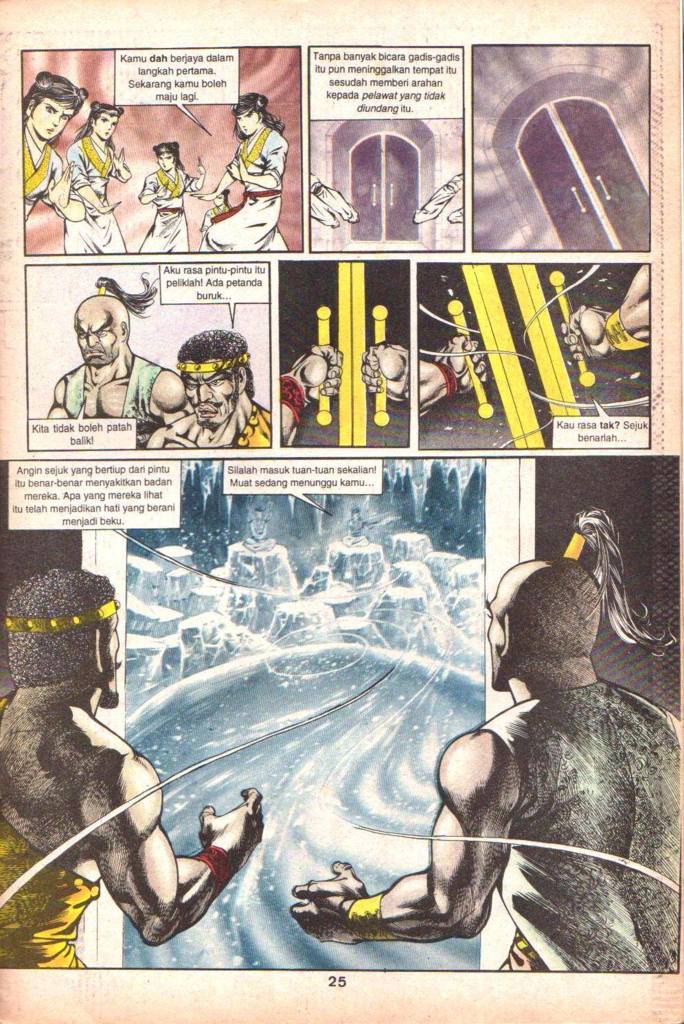 Kamu dah berjaya dalam
langkah pertama.
Sekarang kamu boleh
maju lagi.
Tanpa banyak bicara gadis-gadis
itu pun meninggalkan tempat itu
sesudah memberi arahan
kepada pelawat yang tidak
diundang itu.
Aku rasa pintu-pintu itu
peliklah! Ada petanda
buruk...
Kita tidak boleh patah
balik!
Kau rasa tak? Sejuk
benarlah...
Angin sejuk yang bertiup dari pintu
itu benar-benar menyakitkan badan
mereka. Apa yang mereka lihat
itu telah menjadikan hati yang berani
menjadi beku.
Silalah masuk tuan-tuan sekalian!
Muat sedang menunggu kamu...
25